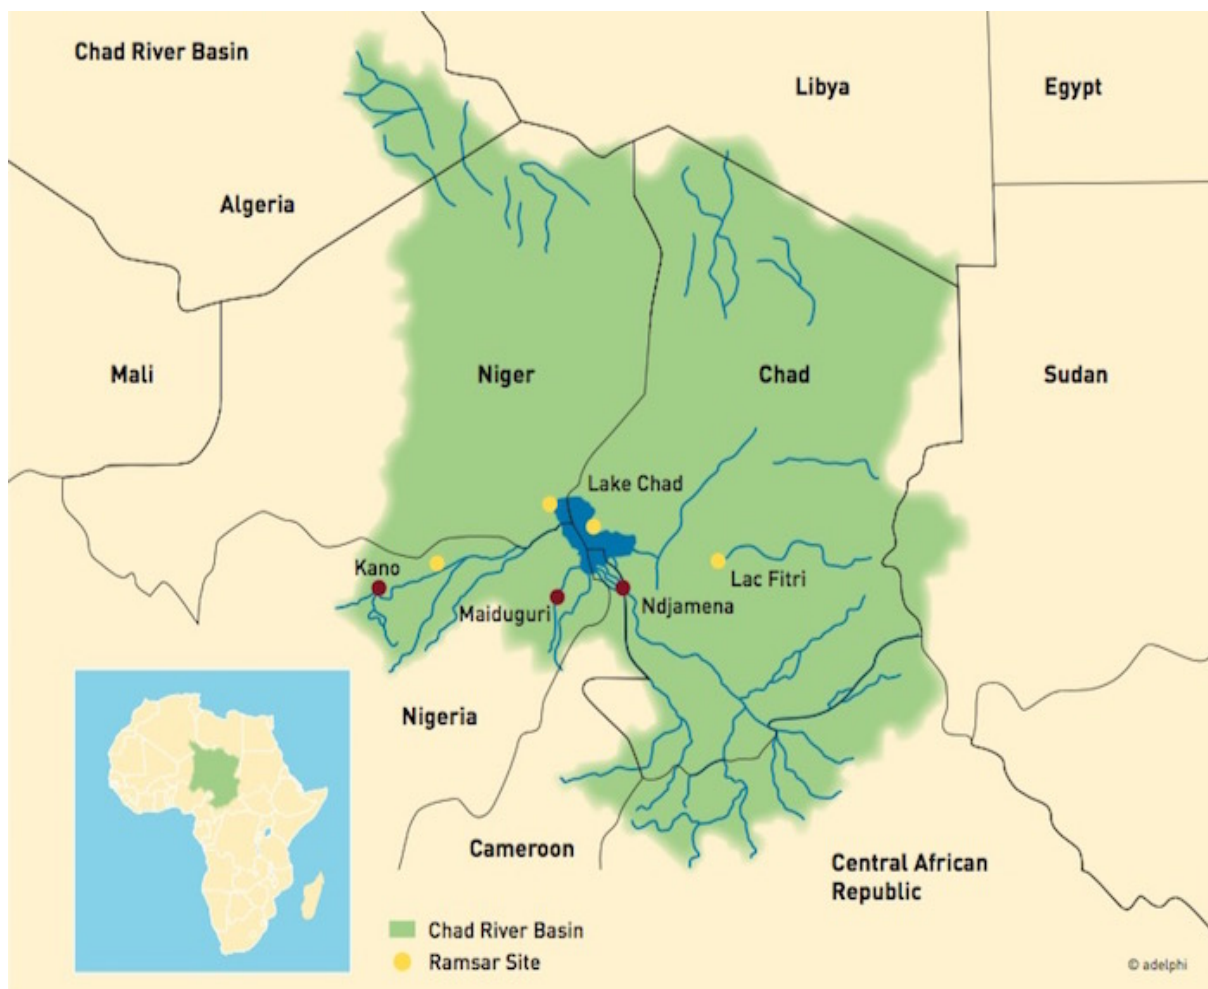 Chad River Basin
Libya
Egypt
Algeria
Mali
Niger
Chad
Sudan
Lake Chad
Kano
Lac Fitri
Maiduguri
Ndjamena
Nigeria
Cameroon
Central African
Republic
Chad River Basin
Ramsar Site
© adelphi